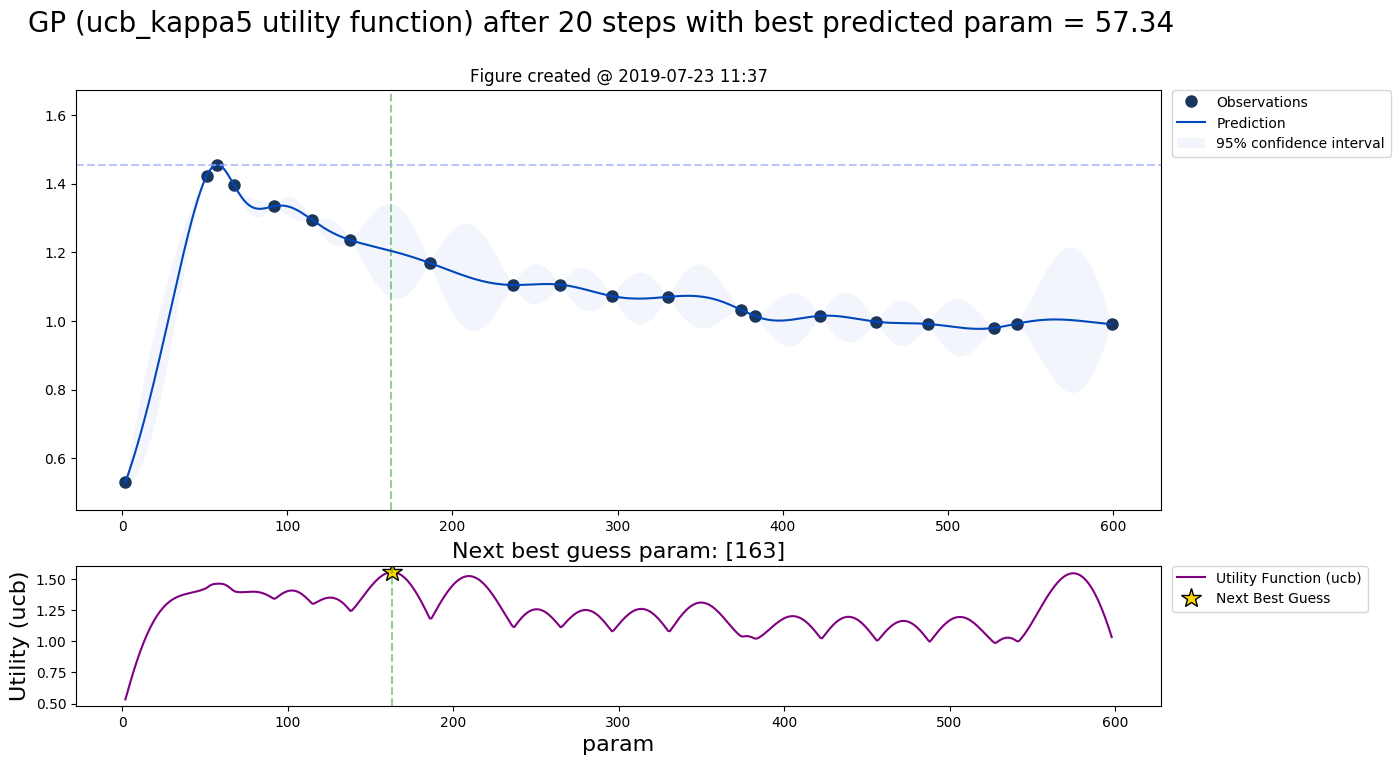 GP (ucb_kappa5 utility function) after 20 steps with best predicted param = 57.34
Figure created @ 2019-07-23 11:37
1.6
1.4
1.2
1.0
0.8
0.6
0
100
200
300
400
500
600
Observations
Prediction
95% confidence interval
Next best guess param: [163]
Utility (ucb)
1.50
1.25
1.00
0.75
0.50
0
100
200
300
400
500
600
param
Utility Function (ucb)
Next Best Guess